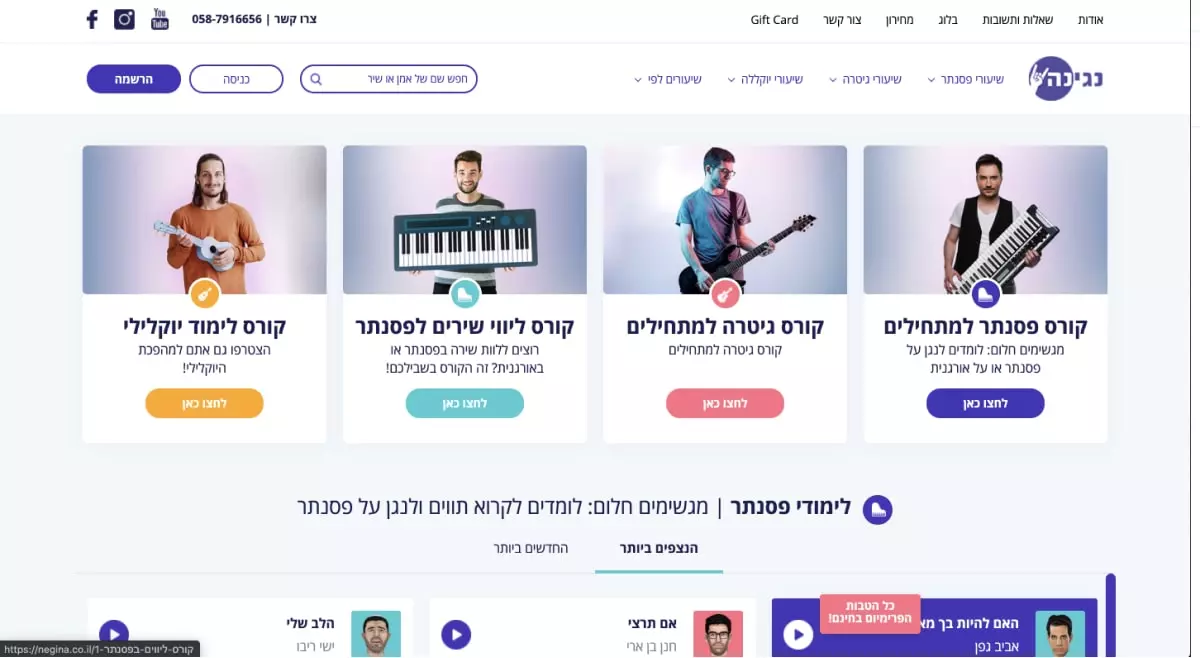 אודות
שאלות ותשובות
בלוג
מחירון
צור קשר
Gift Card
צרו קשר | 058-7916656
You
Tube
נגינה
שיעורי פסנתר
שיעורי גיטרה
שיעורי יוקללה
שיעורים לפי
חפש שם של אמן או שיר
כניסה
הרשמה
קורס פסנתר למתחילים
מגשימים חלום: לומדים לנגן על
פסנתר או על אורגנית
לחצו כאן
קורס גיטרה למתחילים
קורס גיטרה למתחילים
לחצו כאן
קורס ליווי שירים לפסנתר
רוצים ללוות שירה בפסנתר או
באורגנית? זה הקורס בשבילכם!
לחצו כאן
קורס לימוד יוקלילי
הצטרפו גם אתם למהפכת
היוקלילי!
לחצו כאן
לימודי פסנתר | מגשימים חלום: לומדים לקרוא תווים ולנגן על פסנתר
הנצפים ביותר
החדשים ביותר
האם להיות בך מא
אביב גפן
כל הטבות
הפרימיום בחינם!
אם תרצי
חנן בן ארי
הלב שלי
ישי ריבו
https://negina.co.il/1-קורס-ליווים-בפסנתר